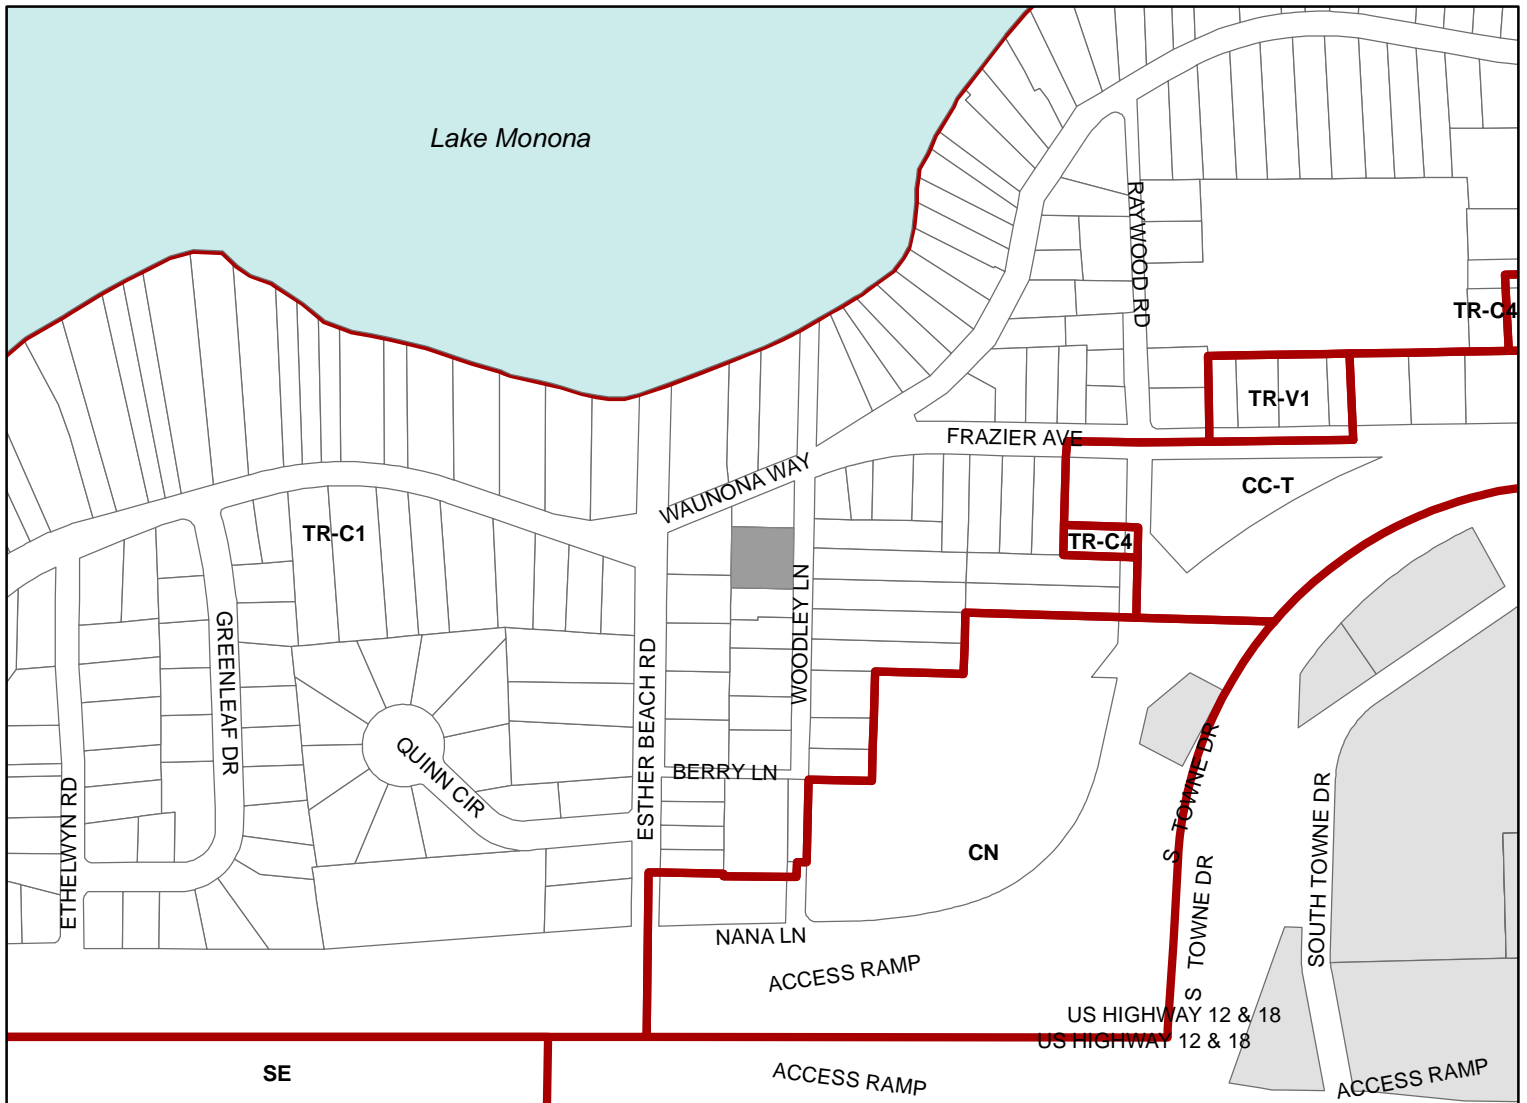 Lake Monona
RAYWOOD RD
TR-C4
TR-V1
FRAZIER AVE
WAUNONA WAY
CC-T
TR-C1
TR-C4
WOODLEY LN
GREENLEAF DR
ESTHER BEACH RD
QUINN CIR
BERRY LN
S TOWNE DR
ETHELWYN RD
SOUTH TOWNE DR
CN
S TOWNE DR
NANA LN
ACCESS RAMP
US HIGHWAY 12 & 18
US HIGHWAY 12 & 18
SE
ACCESS RAMP
ACCESS RAMP